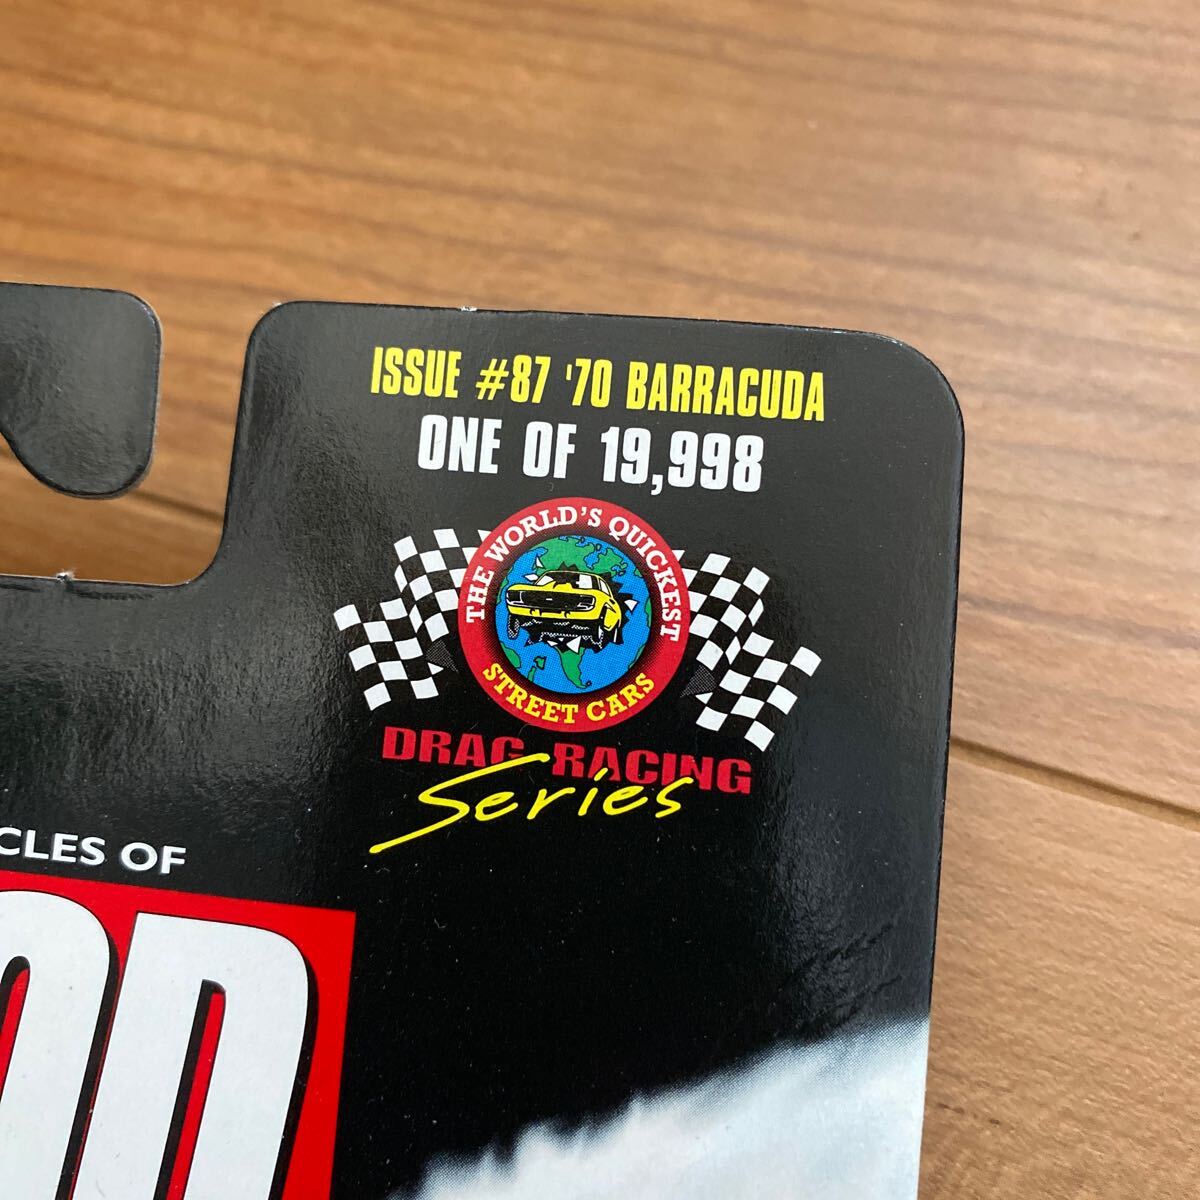 ISSUE #87 '70 BARRACUDA
ONE OF 19,998
THE WORLD'S QUICKEST
STREET CARS
DRAG RACING
Series
CLES OF